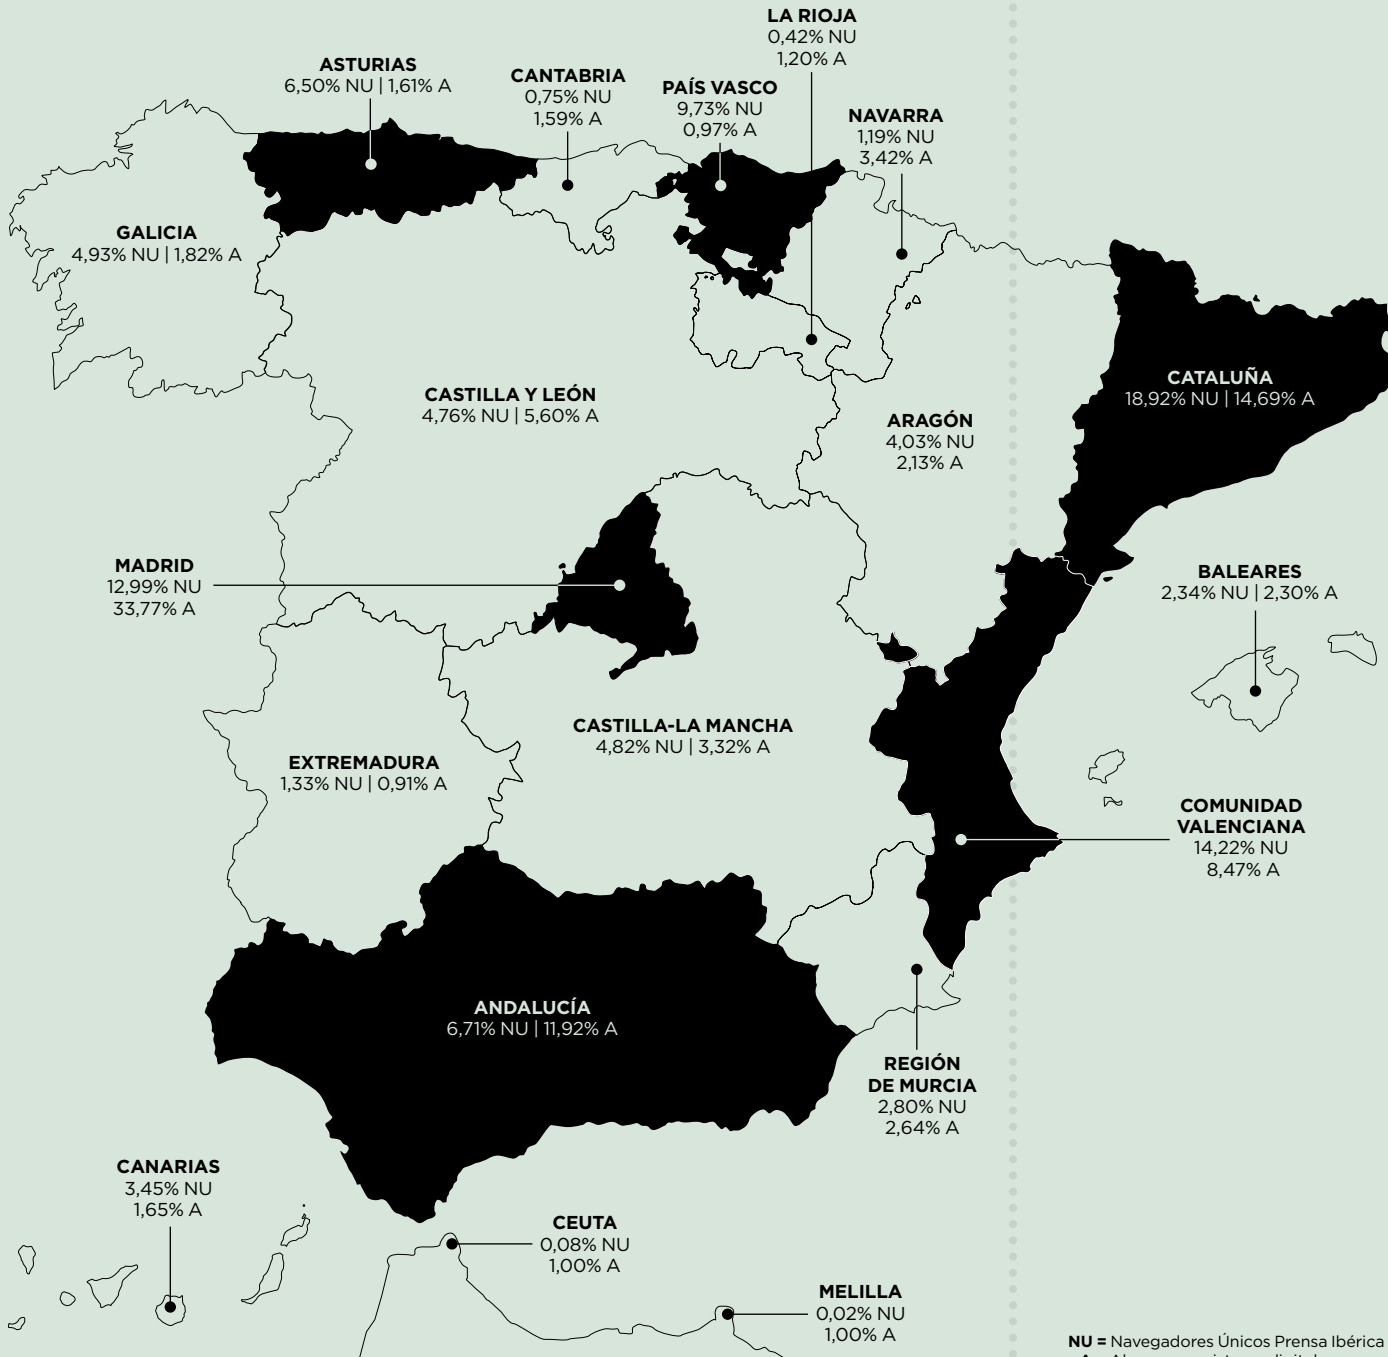 LA RIOJA
0,42% NU
1,20% A
ASTURIAS
6,50% NU | 1,61% A
CANTABRIA
0,75% NU
1,59% A
PAÍS VASCO
9,73% NU
0,97% A
NAVARRA
1,19% NU
3,42% A
GALICIA
4,93% NU | 1,82% A
CASTILLA Y LEÓN
4,76% NU | 5,60% A
ARAGÓN
4,03% NU
2,13% A
CATALUÑA
18,92% NU | 14,69% A
MADRID
12,99% NU
33,77% A
BALEARES
2,34% NU | 2,30% A
CASTILLA-LA MANCHA
4,82% NU | 3,32% A
EXTREMADURA
1,33% NU | 0,91% A
COMUNIDAD
VALENCIANA
14,22% NU
8,47% A
ANDALUCÍA
6,71% NU | 11,92% A
REGIÓN
DE MURCIA
2,80% NU
2,64% A
CANARIAS
3,45% NU
1,65% A
CEUTA
0,08% NU
1,00% A
MELILLA
0,02% NU
1,00% A
NU = Navegadores Únicos Prensa Ibérica